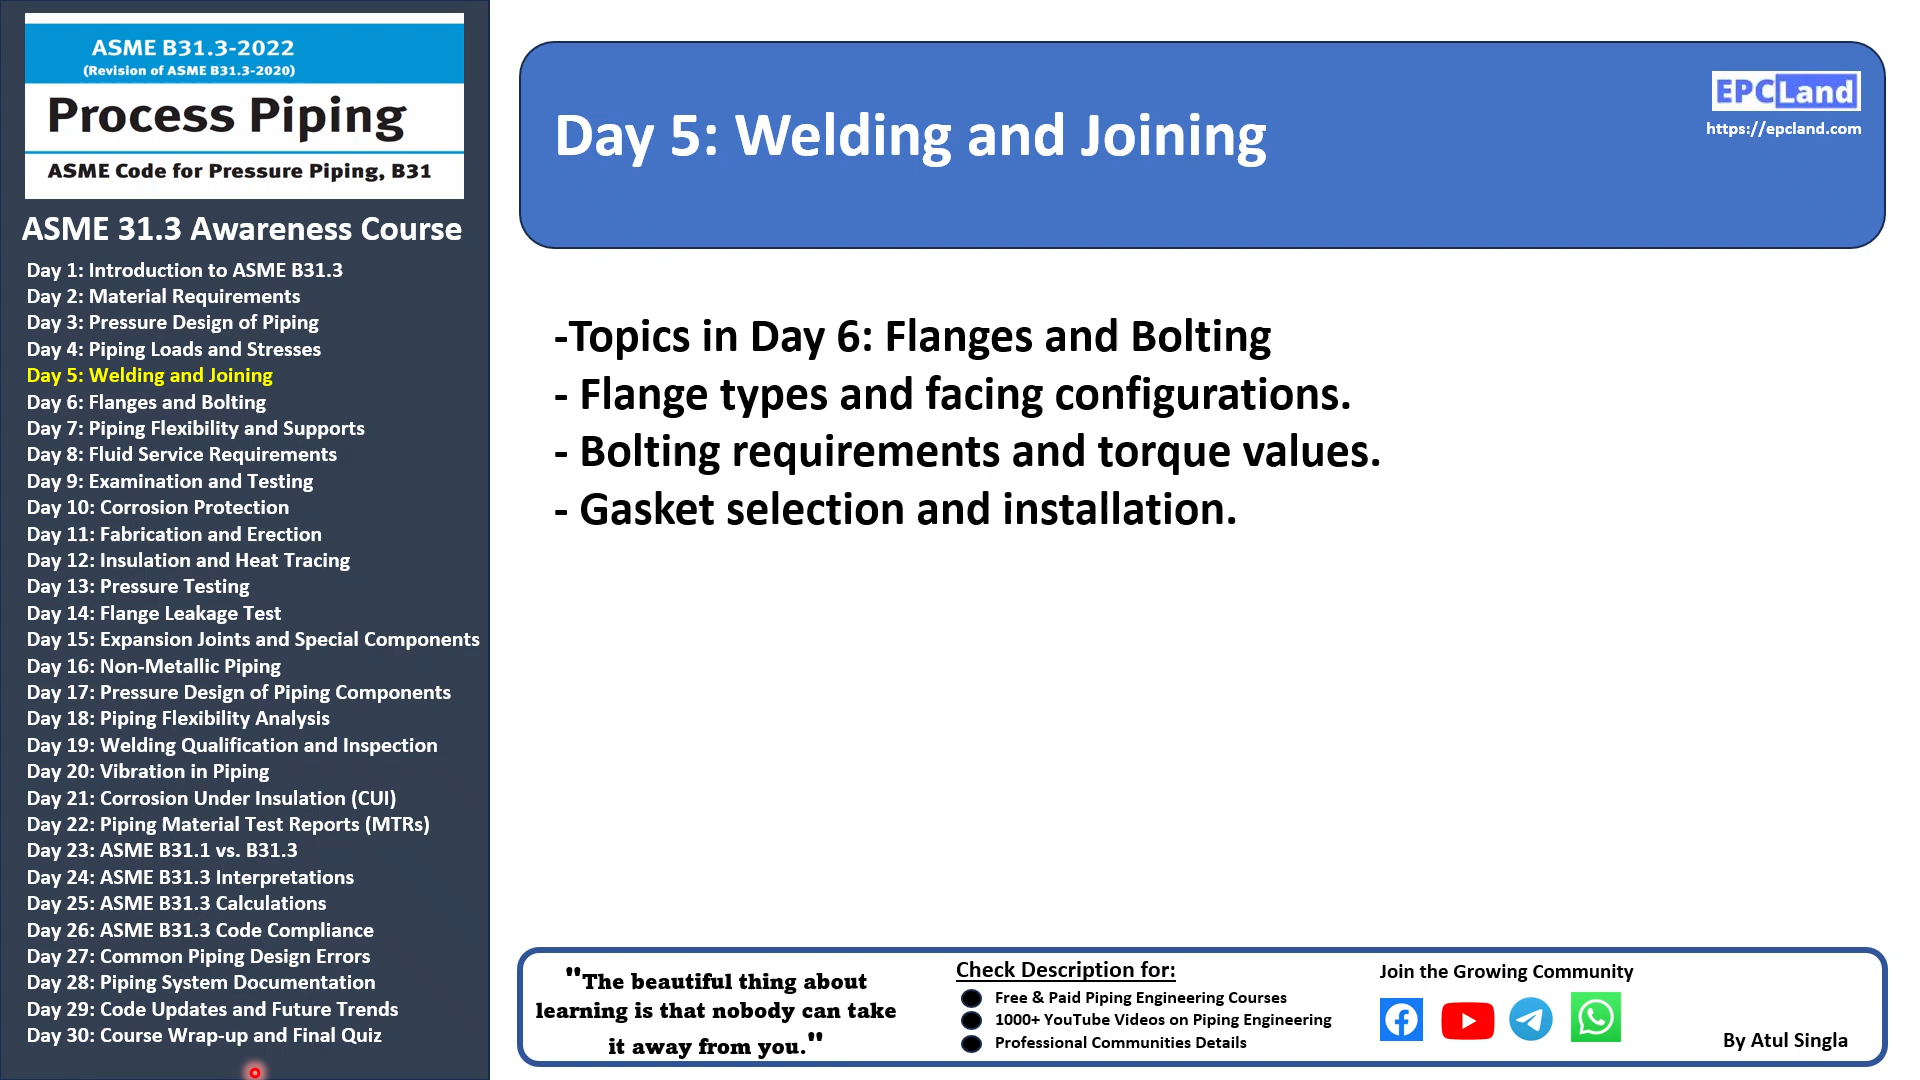 ASME B31.3-2022
(Revision of ASME B31.3-2020)
Process Piping
ASME Code for Pressure Piping, B31
ASME 31.3 Awareness Course
Day 1: Introduction to ASME B31.3
Day 2: Material Requirements
Day 3: Pressure Design of Piping
Day 4: Piping Loads and Stresses
Day 5: Welding and Joining
Day 6: Flanges and Bolting
Day 7: Piping Flexibility and Supports
Day 8: Fluid Service Requirements
Day 9: Examination and Testing
Day 10: Corrosion Protection
Day 11: Fabrication and Erection
Day 12: Insulation and Heat Tracing
Day 13: Pressure Testing
Day 14: Flange Leakage Test
Day 15: Expansion Joints and Special Components
Day 16: Non-Metallic Piping
Day 17: Pressure Design of Piping Components
Day 18: Piping Flexibility Analysis
Day 19: Welding Qualification and Inspection
Day 20: Vibration in Piping
Day 21: Corrosion Under Insulation (CUI)
Day 22: Piping Material Test Reports (MTRs)
Day 23: ASME B31.1 vs. B31.3
Day 24: ASME B31.3 Interpretations
Day 25: ASME B31.3 Calculations
Day 26: ASME B31.3 Code Compliance
Day 27: Common Piping Design Errors
Day 28: Piping System Documentation
Day 29: Code Updates and Future Trends
Day 30: Course Wrap-up and Final Quiz
Day 5: Welding and Joining
EPCLand
https://epcland.com
-Topics in Day 6: Flanges and Bolting
- Flange types and facing configurations.
- Bolting requirements and torque values.
- Gasket selection and installation.
"The beautiful thing about
learning is that nobody can take
it away from you."
Check Description for:
Free & Paid Piping Engineering Courses
1000+ YouTube Videos on Piping Engineering
Professional Communities Details
Join the Growing Community
By Atul Singla